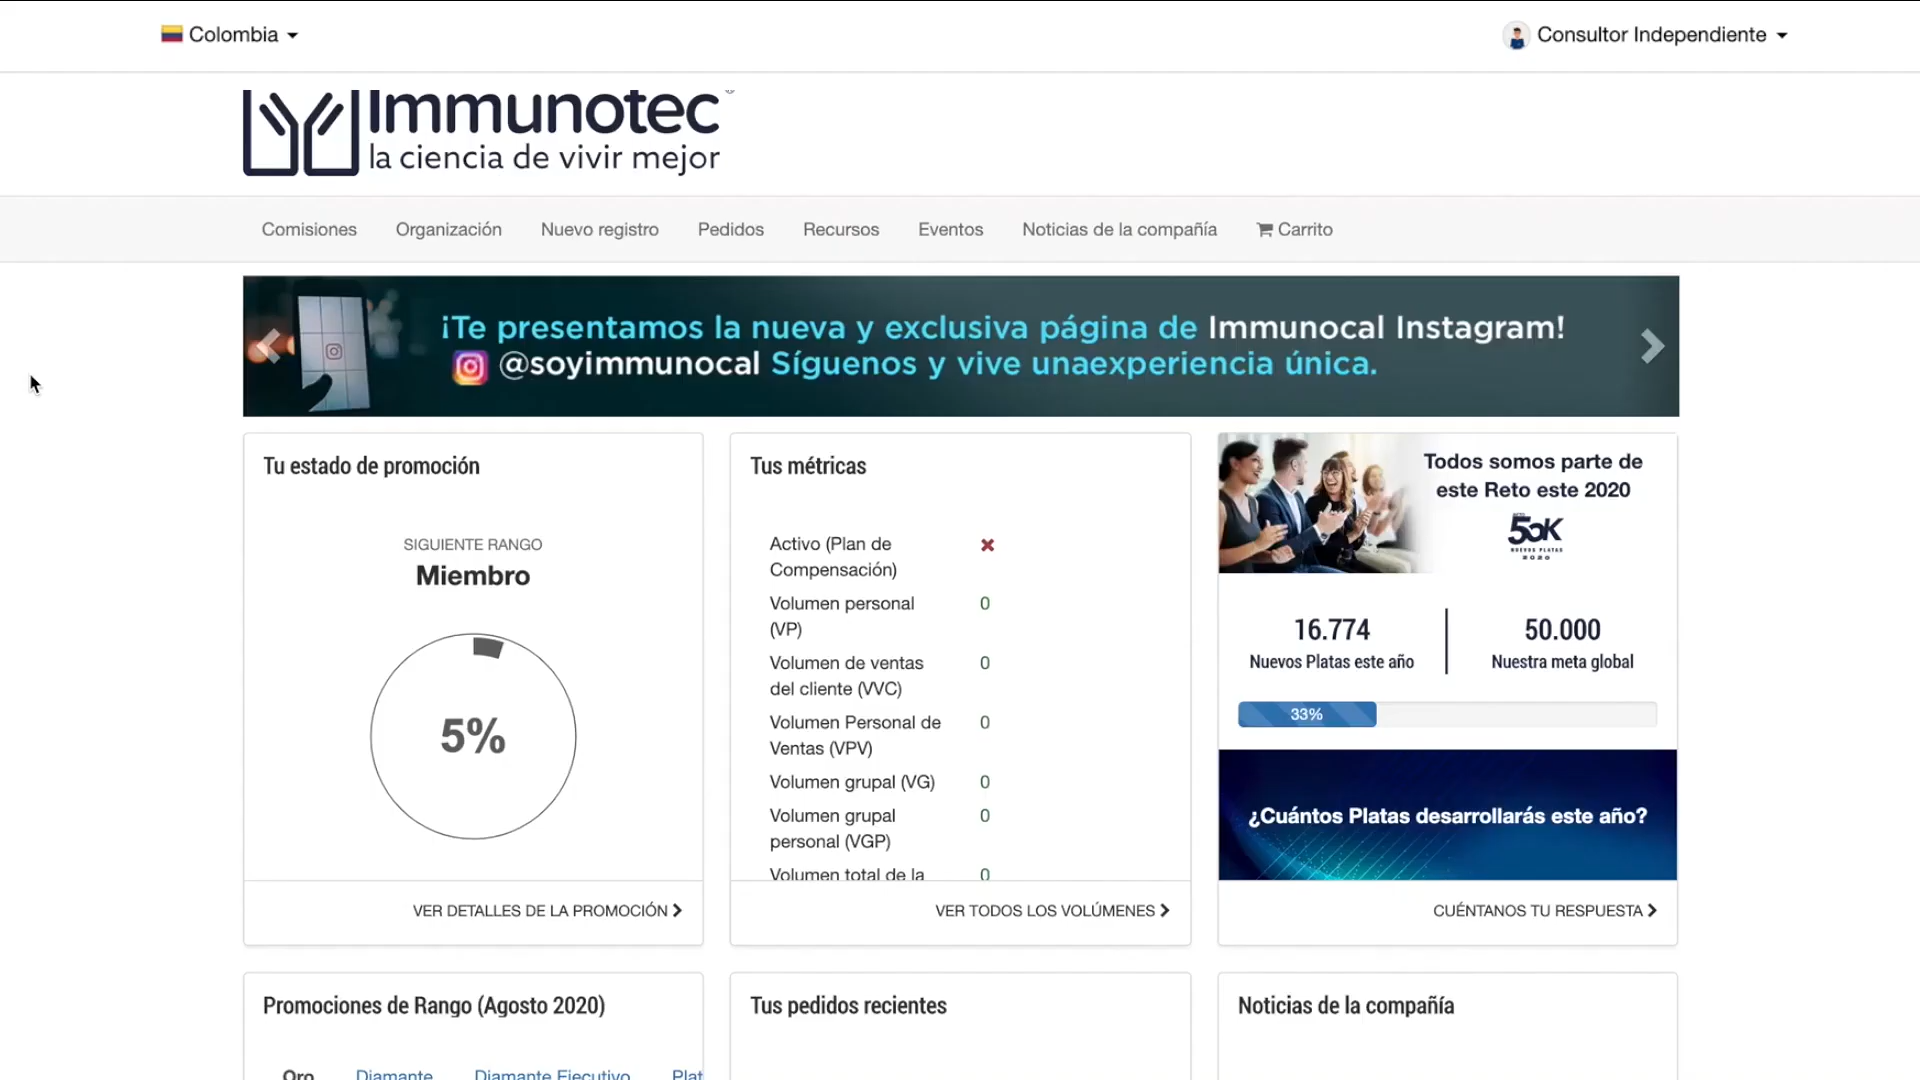 Colombia
Consultor Independiente
Immunotec
la ciencia de vivir mejor
Comisiones
Organización
Nuevo registro
Pedidos
Recursos
Eventos
Noticias de la compañía
Carrito
¡Te presentamos la nueva y exclusiva página de Immunocal Instagram!
@soyimmunocal Síguenos y vive unaexperiencia única.
Tu estado de promoción
SIGUIENTE RANGO
Miembro
5%
VER DETALLES DE LA PROMOCIÓN
Tus métricas
Activo (Plan de
Compensación)
Volumen personal 0
(VP)
Volumen de ventas 0
del cliente (VVC)
Volumen Personal de 0
Ventas (VPV)
Volumen grupal (VG) 0
Volumen grupal 0
personal (VGP)
Volumen total de la 0
VER TODOS LOS VOLÚMENES
Todos somos parte de
este Reto este 2020
50K
NUEVOS PLATAS
2020
16.774
Nuevos Platas este año
50.000
Nuestra meta global
33%
¿Cuántos Platas desarrollarás este año?
CUÉNTANOS TU RESPUESTA
Promociones de Rango (Agosto 2020)
Oro Diamante Diamante Ejecutivo Plat
Tus pedidos recientes
Noticias de la compañía